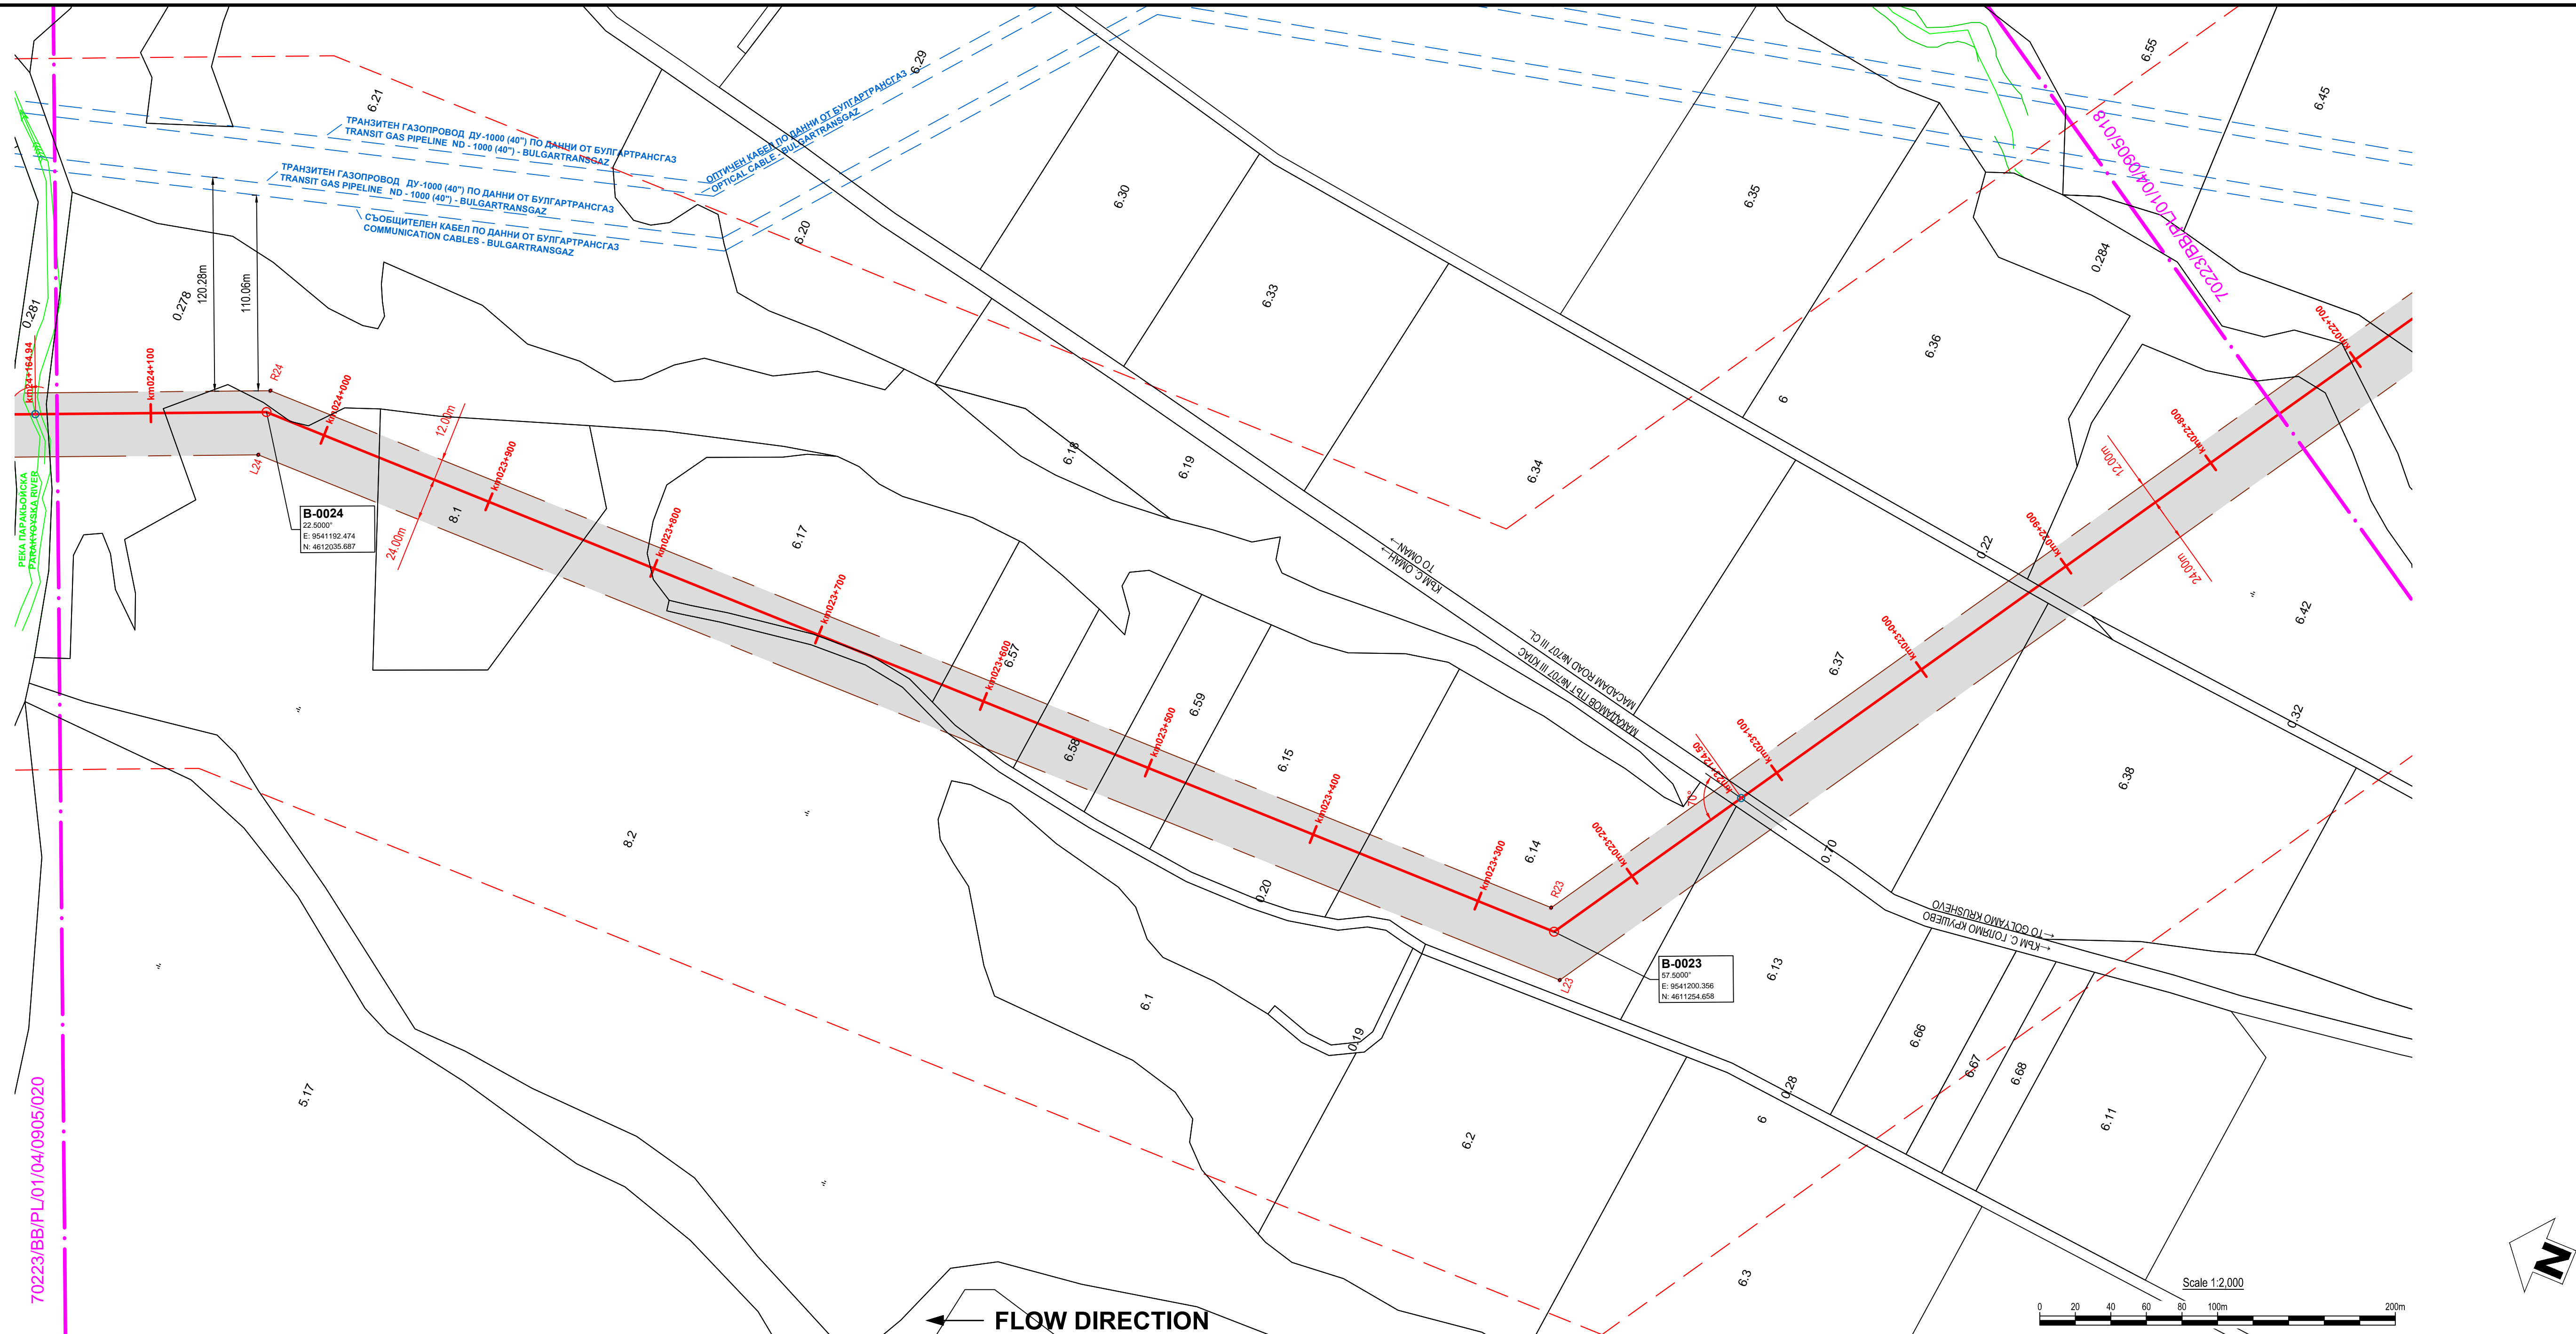 6.21
6.29
6.55
6.45
ТРАНЗИТЕН ГАЗОПРОВОД ДУ-1000 (40") ПО ДАННИ ОТ БУЛГАРТРАНСГАЗ
TRANSIT GAS PIPELINE ND - 1000 (40") - BULGARTRANSGAZ
ОПТИЧЕН КАБЕЛ ПО ДАННИ ОТ БУЛГАРТРАНСГАЗ
OPTICAL CABLE - BULGARTRANSGAZ
ТРАНЗИТЕН ГАЗОПРОВОД ДУ-1000 (40") ПО ДАННИ ОТ БУЛГАРТРАНСГАЗ
TRANSIT GAS PIPELINE ND - 1000 (40") - BULGARTRANSGAZ
СЪОБЩИТЕЛЕН КАБЕЛ ПО ДАННИ ОТ БУЛГАРТРАНСГАЗ
COMMUNICATION CABLES - BULGARTRANSGAZ
70223/BB/PL/01/04/0905/018
6.20
6.30
6.35
0.284
0.281
0.278
120.28m
110.06m
6.33
6.36
km022+700
km24+164.94
km024+100
R24
km024+000
12.00m
6
km022+800
6.18
6.19
6.34
12.00m
L24
km023+900
РЕКА ПАРАКЬОЙСКА
PARAKYOYSKA RIVER
B-0024
22.5000°
E: 9541192.474
N: 4612035.687
8.1
24.00m
6.17
km023+800
TO OMAN
КЪМ С. ОМАН
0.22
km022+900
24.00m
6.42
km023+700
km023+600
6.57
MACADAM ROAD №707 III CL.
МАКАДАМОВ ПЪТ №707 III КЛАС
6.37
km023+000
6.58
km023+500
6.59
6.15
km023+400
km23+124.50
km023+100
70°
0.32
6.38
8.2
0.20
km023+300
6.14
km023+200
0.70
R23
TO GOLYAMO KRUSHEVO
КЪМ С. ГОЛЯМО КРУШЕВО
L23
B-0023
57.5000°
E: 9541200.356
N: 4611254.658
6.13
6.1
0.19
6.66
6.67
6.68
6.11
5.17
0.28
6
6.2
6.3
70223/BB/PL/01/04/0905/020
FLOW DIRECTION
Scale 1:2,000
0 20 40 60 80 100m 200m
N